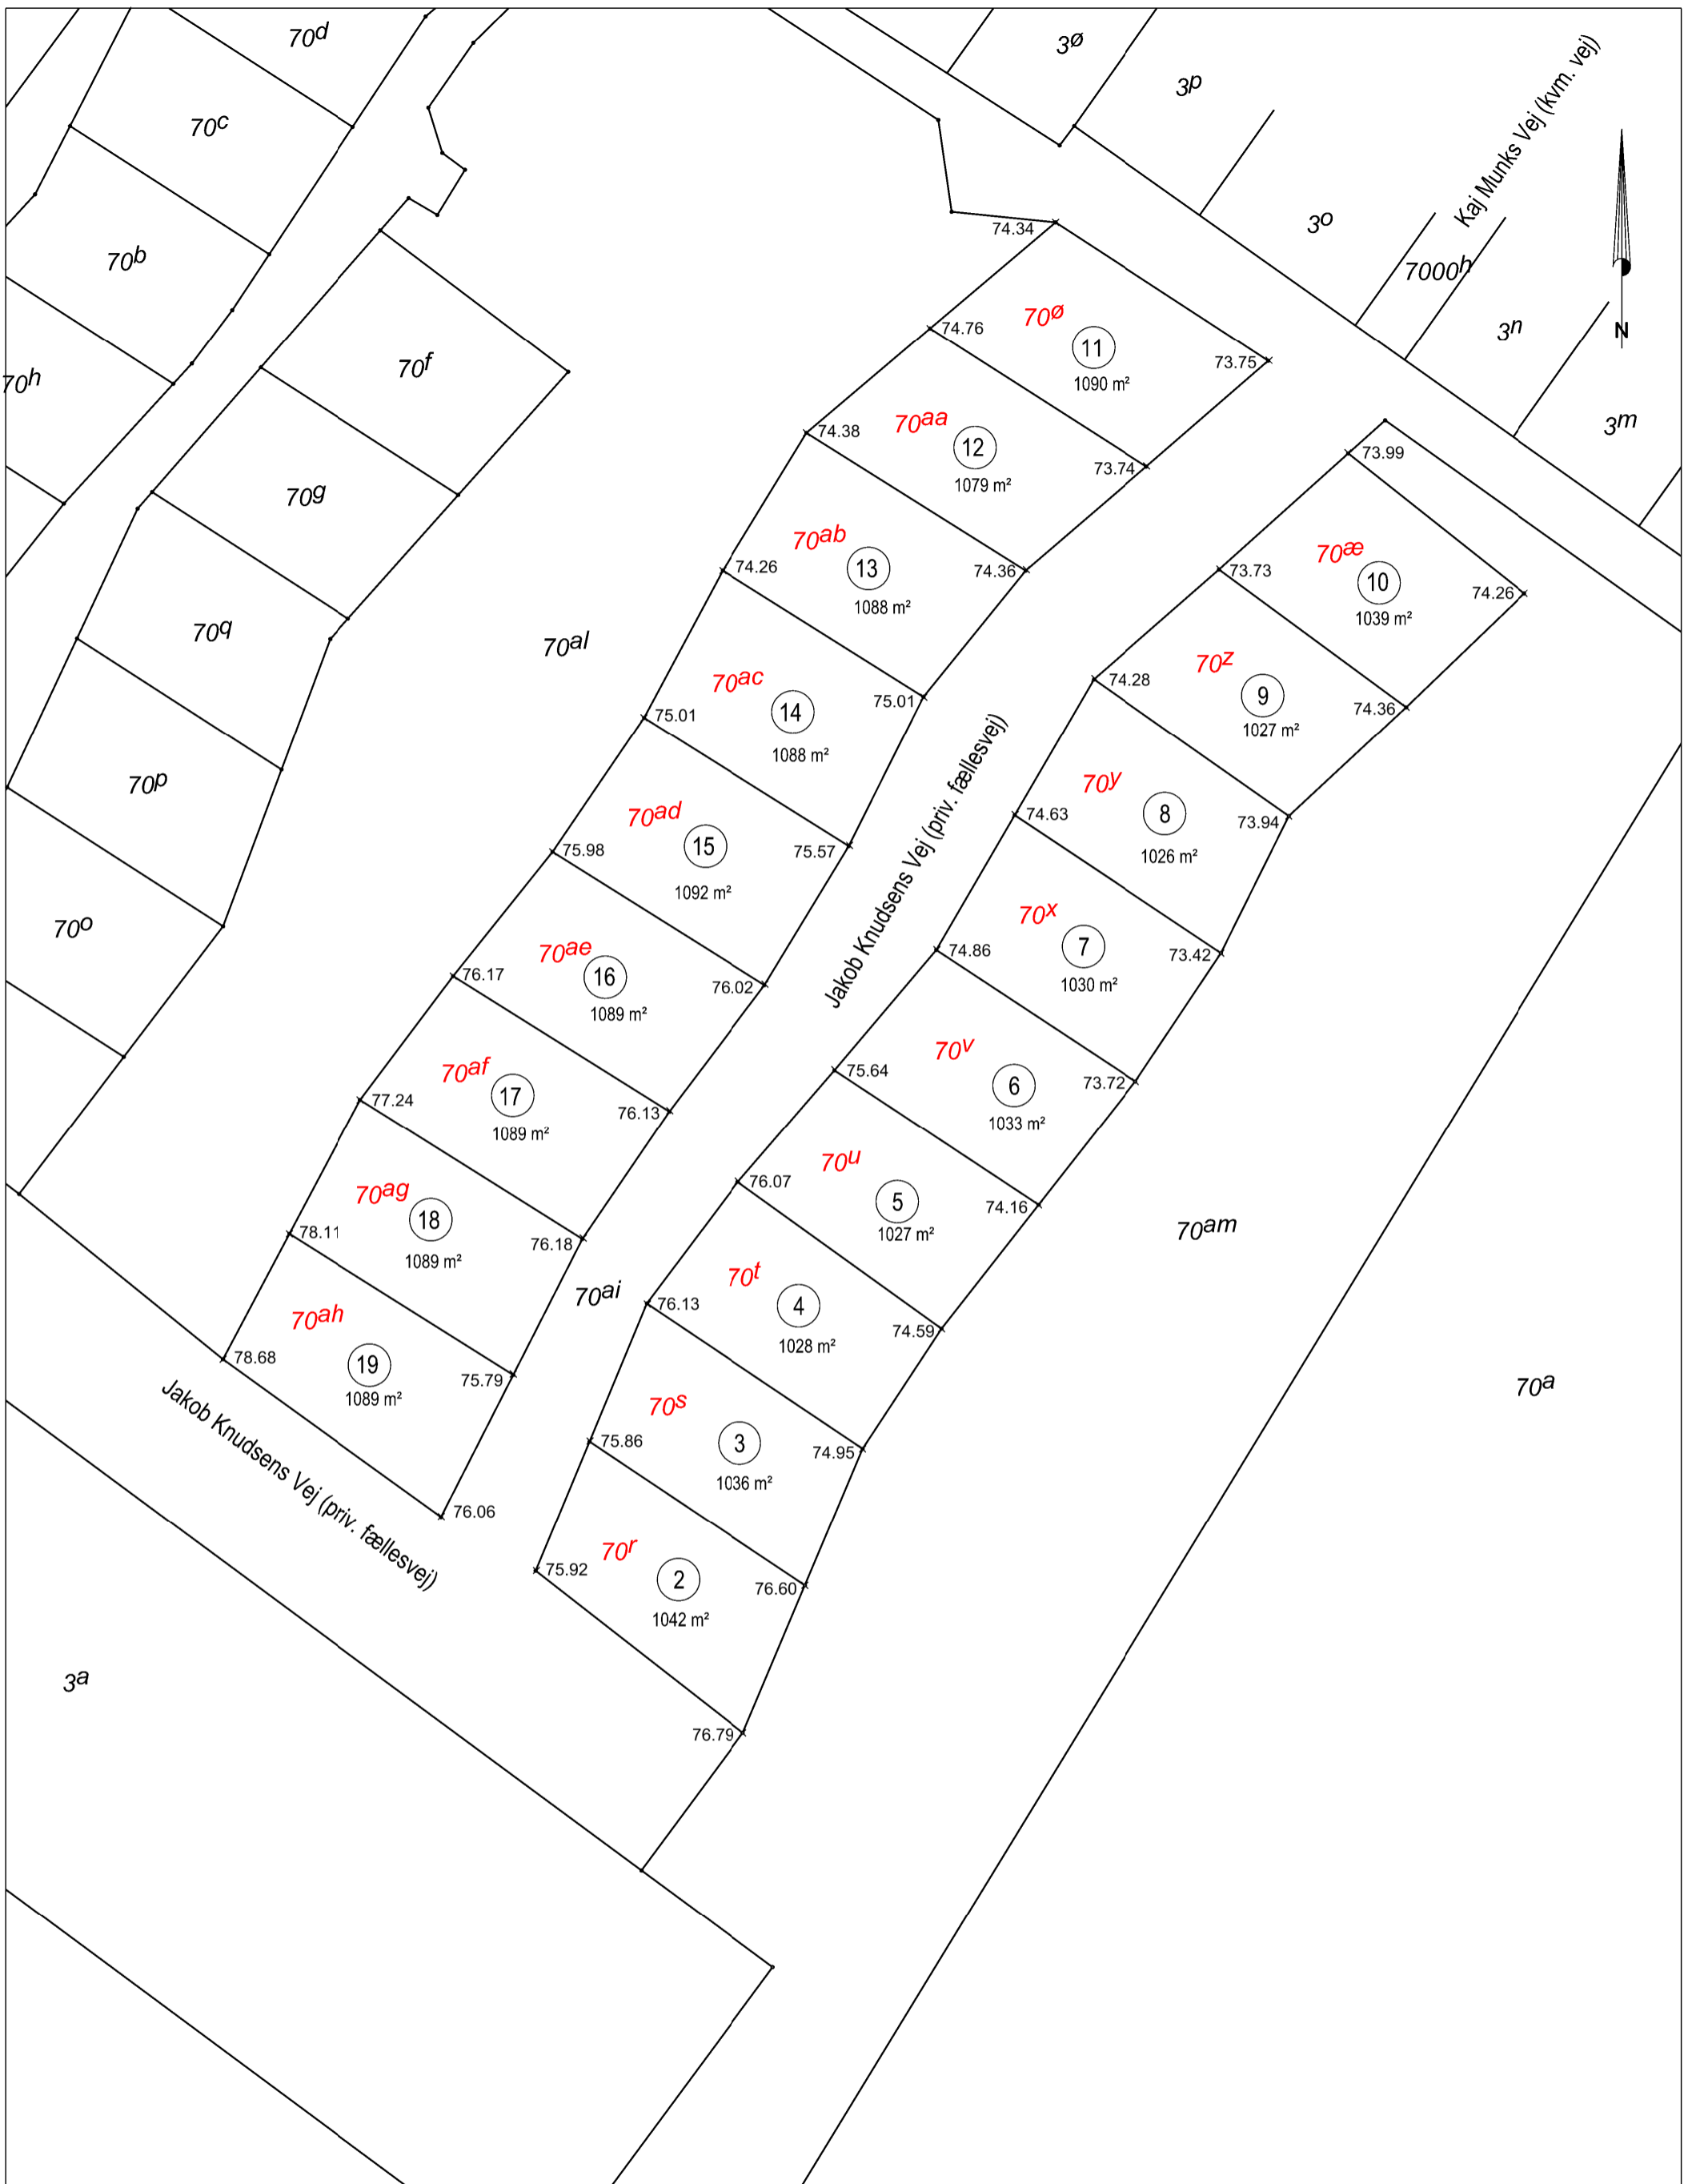 70d
3ø
3p
Kaj Munks Vej (kvm. vej)
70c
3o
74.34
70b
7000h
70ø
74.76
3n
N
11
73.75
70f
1090 m²
70h
70aa
74.38
3m
12
73.99
73.74
1079 m²
70g
70ab
70æ
13
74.26
74.36
73.73
10
74.26
1088 m²
1039 m²
70q
70al
70z
70ac
74.28
9
75.01
14
75.01
74.36
1027 m²
1088 m²
70p
70y
70ad
74.63
8
73.94
15
75.98
75.57
1026 m²
Jakob Knudsens Vej (priv. fællesvej)
1092 m²
70x
70o
70ae
7
74.86
73.42
16
76.17
76.02
1030 m²
1089 m²
70v
70af
75.64
6
73.72
17
77.24
76.13
1033 m²
1089 m²
70u
76.07
70ag
5
74.16
18
78.11
76.18
1027 m²
70am
1089 m²
70t
70ai
76.13
4
70ah
74.59
1028 m²
78.68
19
75.79
1089 m²
70a
70s
Jakob Knudsens Vej (priv. fællesvej)
75.86
3
74.95
1036 m²
76.06
70r
75.92
2
76.60
1042 m²
3a
76.79